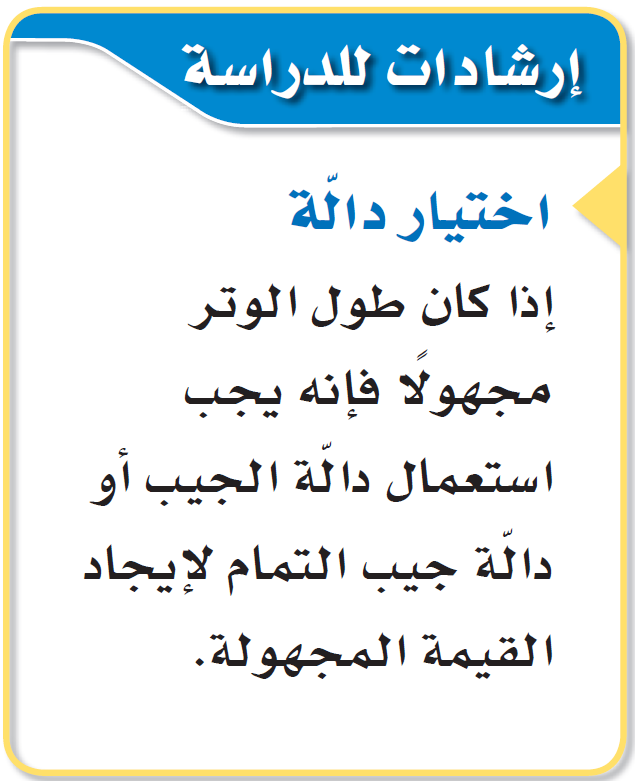 إرشادات للدراسة
اختيار دالّة
إذا كان طول الوتر
مجهولًا فإنه يجب
استعمال دالّة الجيب أو
دالّة جيب التمام لإيجاد
القيمة المجهولة.